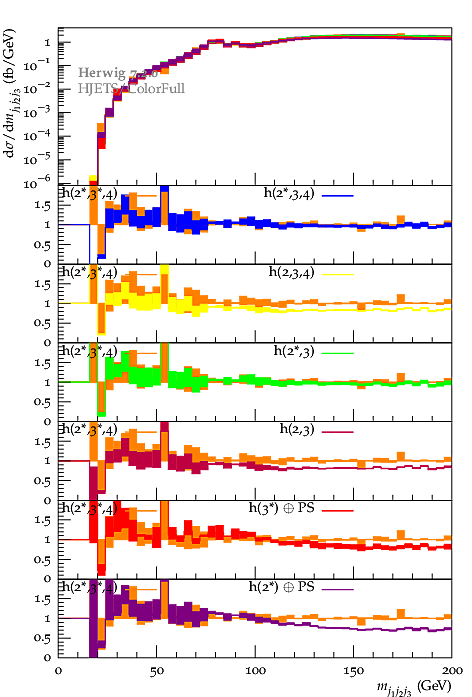 dσ/dm_{j1j2j3} (fb/GeV)
1
10^{−1}
10^{−2}
10^{−3}
10^{−4}
10^{−5}
10^{−6}
Herwig
HJETS/ColorFull
h(2*,3*,4) h(2*,3,4)
1.5
1
0.5
0
h(2*,3*,4) h(2,3,4)
1.5
1
0.5
0
h(2*,3*,4) h(2*,3)
1.5
1
0.5
0
h(2*,3*,4) h(2,3)
1.5
1
0.5
0
h(2*,3*,4) h(3*) ⊕ PS
1.5
1
0.5
0
h(2*,3*,4) h(2*) ⊕ PS
1.5
1
0.5
0
0 50 100 150 200
m_{j1j2j3} (GeV)